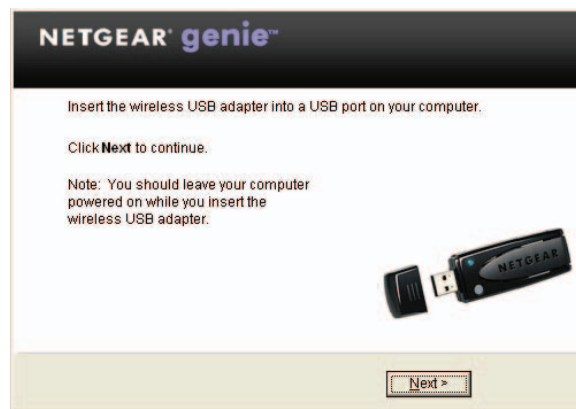 NETGEAR® genie™
Insert the wireless USB adapter into a USB port on your computer.
Click Next to continue.
Note: You should leave your computer
powered on while you insert the
wireless USB adapter.
NETGEAR
Next >